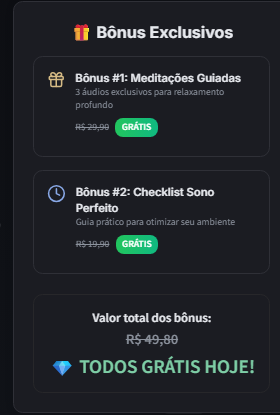 🎁 Bônus Exclusivos
Bônus #1: Meditações Guiadas
3 áudios exclusivos para relaxamento
profundo
R$ 29,90 GRÁTIS
Bônus #2: Checklist Sono
Perfeito
Guia prático para otimizar seu ambiente
R$ 19,90 GRÁTIS
Valor total dos bônus:
R$ 49,80
💎 TODOS GRÁTIS HOJE!